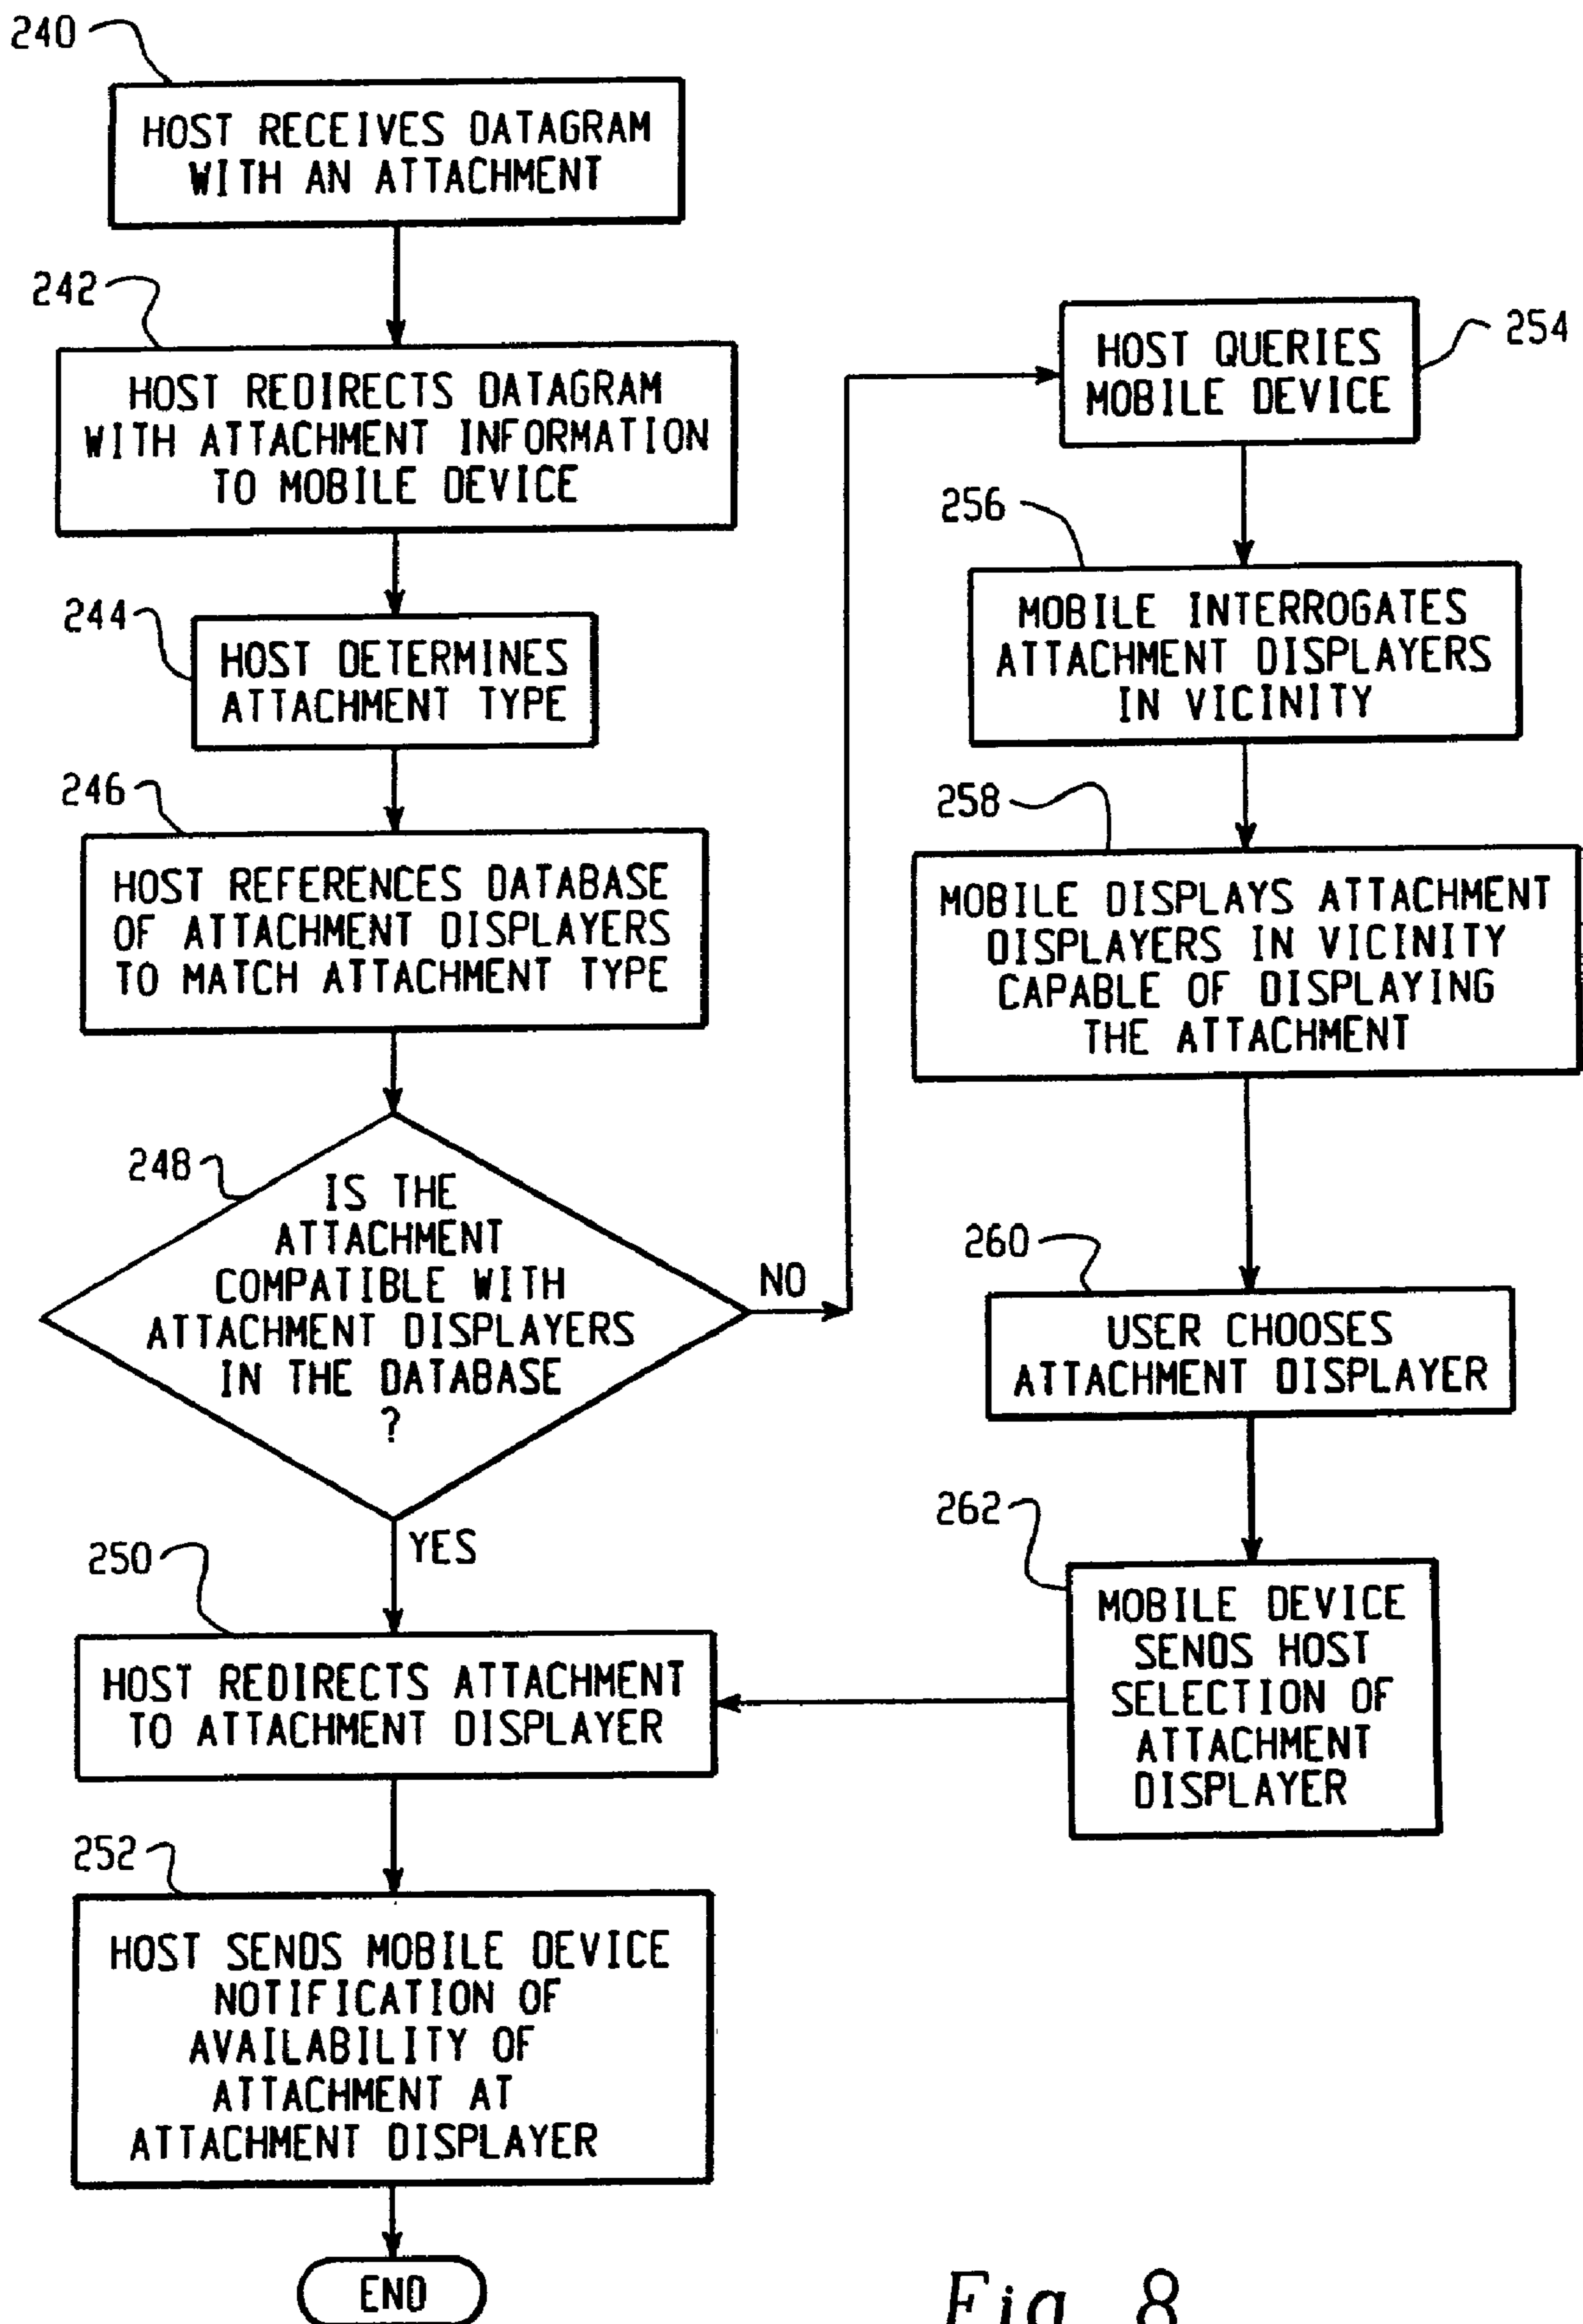 240
HOST RECEIVES DATAGRAM
WITH AN ATTACHMENT
242
HOST REDIRECTS DATAGRAM
WITH ATTACHMENT INFORMATION
TO MOBILE DEVICE
244
HOST DETERMINES
ATTACHMENT TYPE
246
HOST REFERENCES DATABASE
OF ATTACHMENT DISPLAYERS
TO MATCH ATTACHMENT TYPE
248
IS THE
ATTACHMENT
COMPATIBLE WITH
ATTACHMENT DISPLAYERS
IN THE DATABASE
?
NO
YES
250
HOST REDIRECTS ATTACHMENT
TO ATTACHMENT DISPLAYER
252
HOST SENDS MOBILE DEVICE
NOTIFICATION OF
AVAILABILITY OF
ATTACHMENT AT
ATTACHMENT DISPLAYER
END
254
HOST QUERIES
MOBILE DEVICE
256
MOBILE INTERROGATES
ATTACHMENT DISPLAYERS
IN VICINITY
258
MOBILE DISPLAYS ATTACHMENT
DISPLAYERS IN VICINITY
CAPABLE OF DISPLAYING
THE ATTACHMENT
260
USER CHOOSES
ATTACHMENT DISPLAYER
262
MOBILE DEVICE
SENDS HOST
SELECTION OF
ATTACHMENT
DISPLAYER
Fig. 8